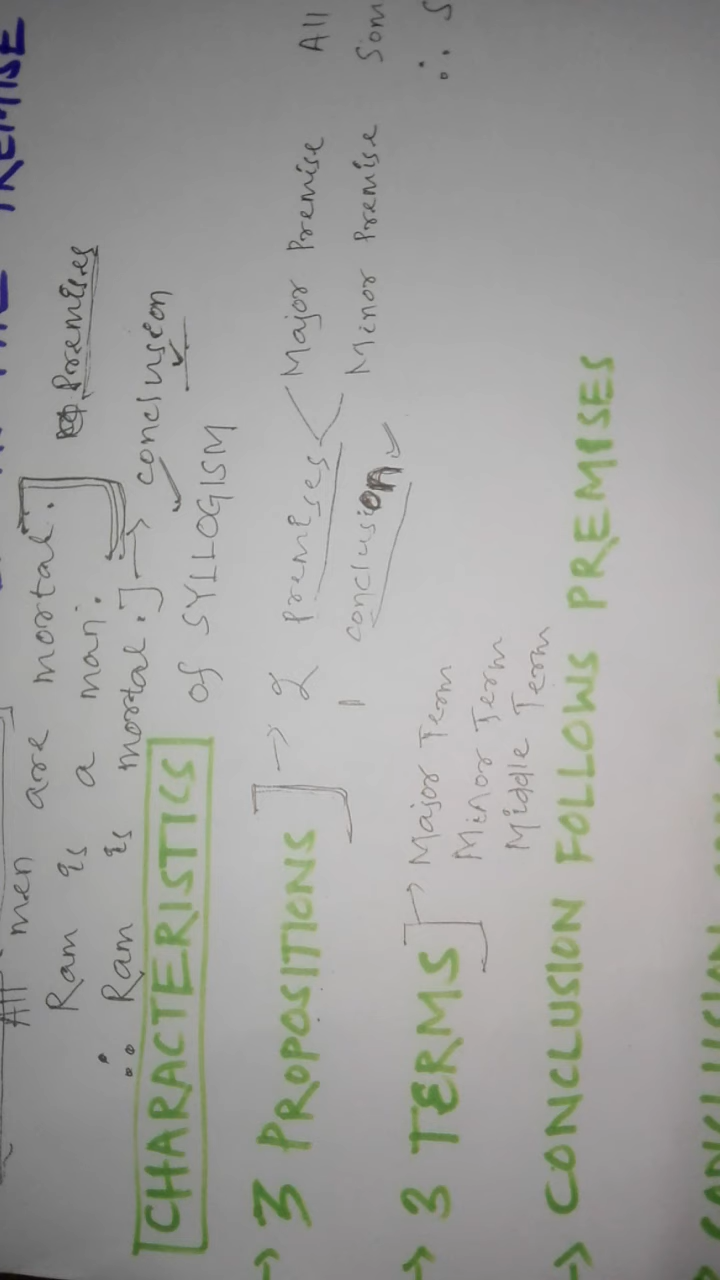 PREMISE
All men are mortal.
Ram is a man.
Premises
∴ Ram is mortal. → conclusion
CHARACTERISTICS of SYLLOGISM
→ 3 PROPOSITIONS → 2 Premises Major Premise All
Minor Premise Som
1 conclusion ∴ S
→ 3 TERMS → Major Term
Minor Term
Middle Term
→ CONCLUSION FOLLOWS PREMISES